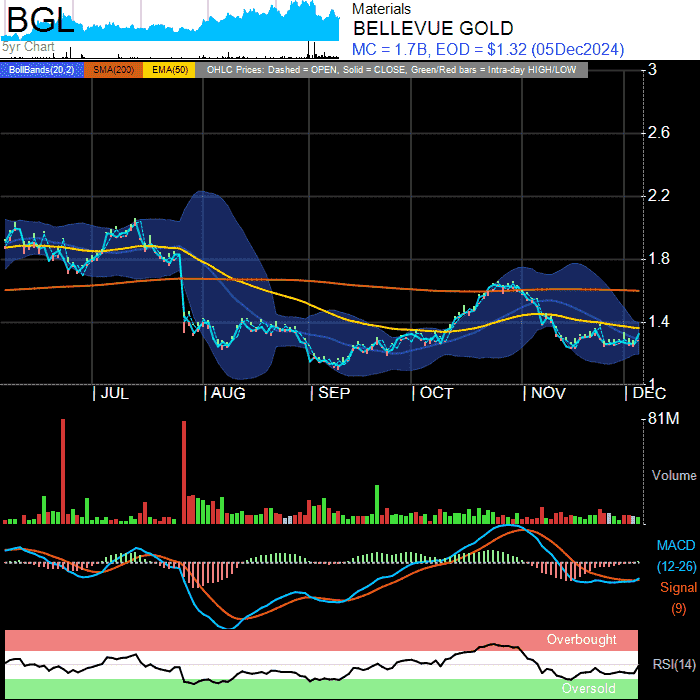 BGL
5yr Chart
Materials
BELLEVUE GOLD
MC = 1.7B, EOD = $1.32 (05Dec2024)
BollBands(20,2) SMA(200) EMA(50) OHLC Prices: Dashed = OPEN, Solid = CLOSE, Green/Red bars = Intra-day HIGH/LOW
3
2.6
2.2
1.8
1.4
1
| JUL | AUG | SEP | OCT | NOV | DEC
81M
Volume
MACD
(12-26)
Signal
(9)
Overbought
RSI(14)
Oversold